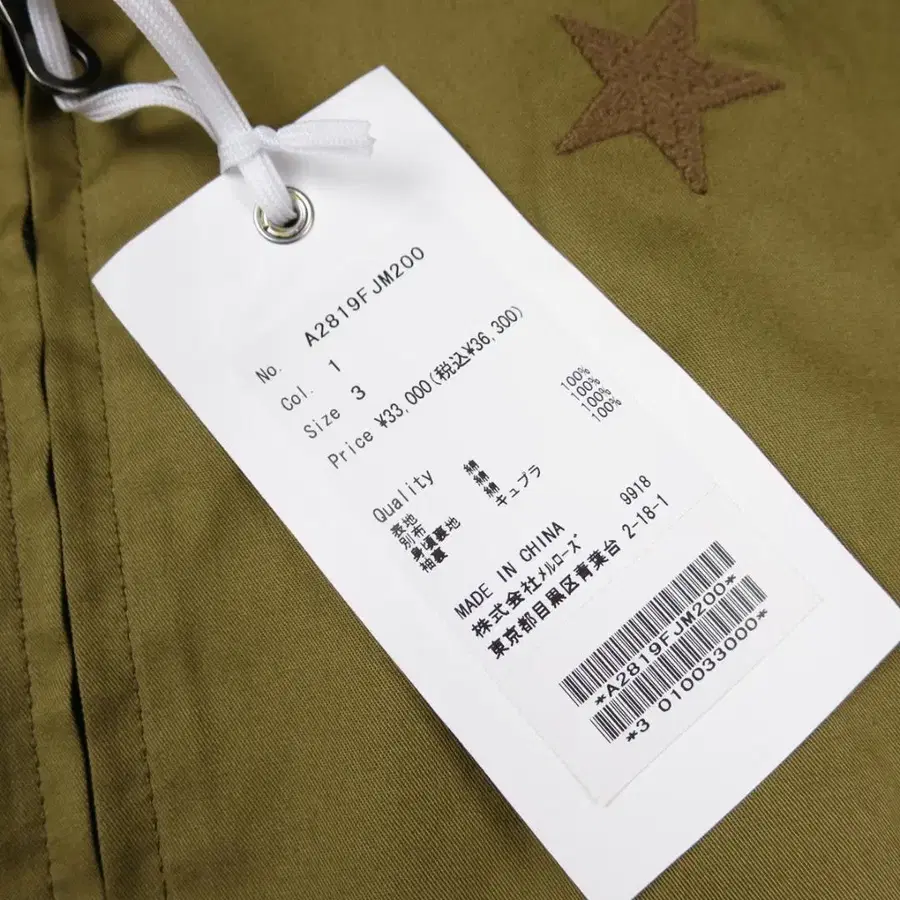 No. A2819FJM200
Col. 1
Size 3
Price ¥33,000(税込¥36,300)
Quality
表地 綿 100%
別布 綿 100%
身頃裏地 綿 100%
袖裏 キュプラ 100%
MADE IN CHINA 9918
株式会社メルローズ
東京都目黒区青葉台 2-18-1
*A2819FJM200*
*3 010033000*